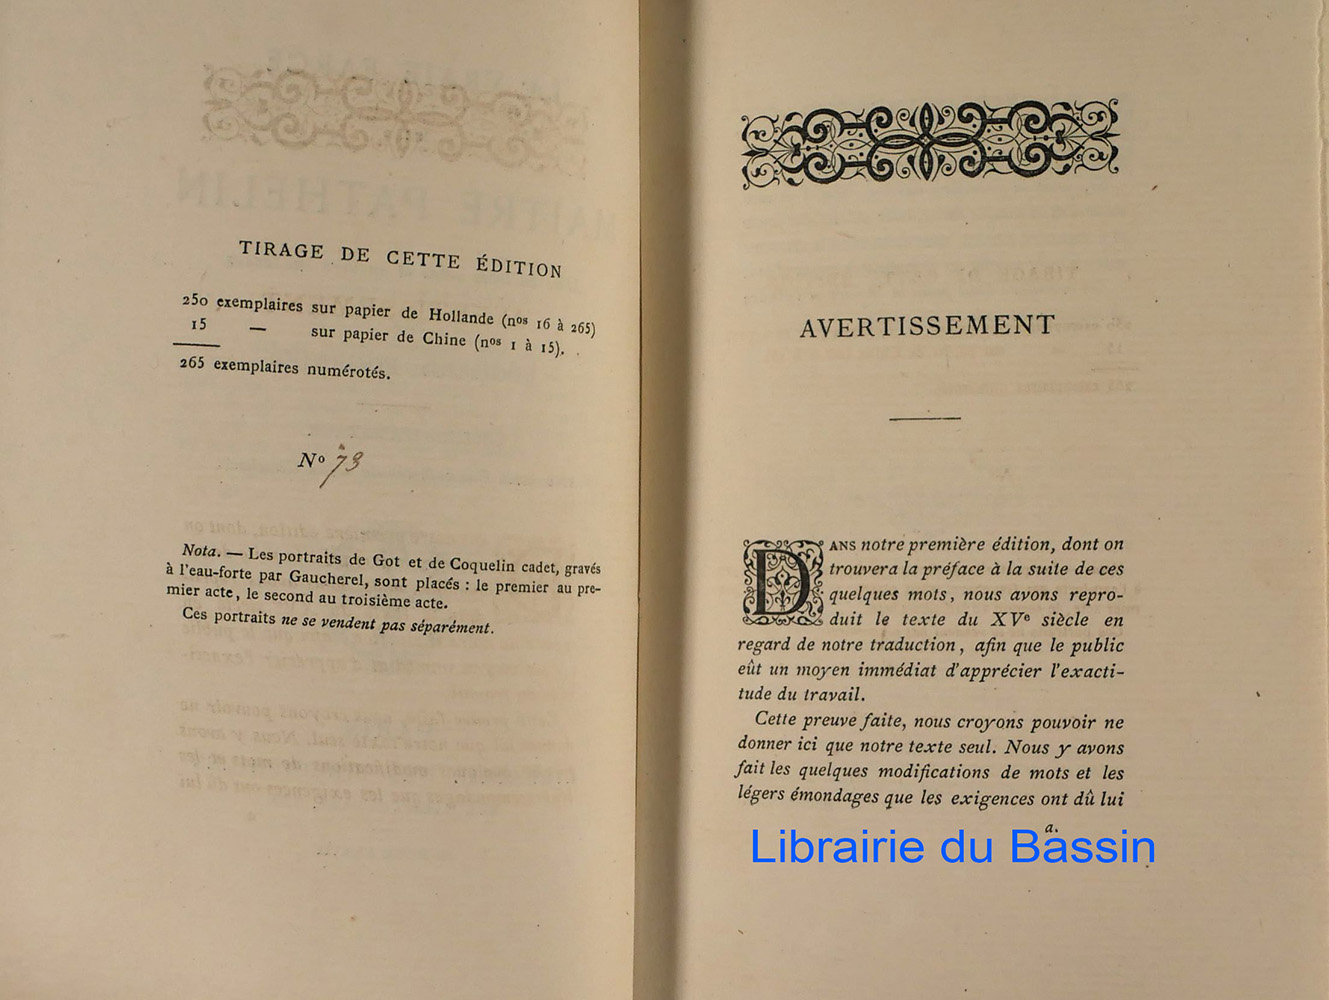 TIRAGE DE CETTE ÉDITION
250 exemplaires sur papier de Hollande (nos 16 à 265)
15 — sur papier de Chine (nos 1 à 15).
265 exemplaires numérotés.
No 73
Nota. — Les portraits de Got et de Coquelin cadet, gravés
à l'eau-forte par Gaucherel, sont placés : le premier au pre-
mier acte, le second au troisième acte.
Ces portraits ne se vendent pas séparément.
AVERTISSEMENT
DANS notre première édition, dont on
trouvera la préface à la suite de ces
quelques mots, nous avons repro-
duit le texte du XVe siècle en
regard de notre traduction, afin que le public
eût un moyen immédiat d'apprécier l'exacti-
tude du travail.
Cette preuve faite, nous croyons pouvoir ne
donner ici que notre texte seul. Nous y avons
fait les quelques modifications de mots et les
légers émondages que les exigences ont dû lui
a.
Librairie du Bassin